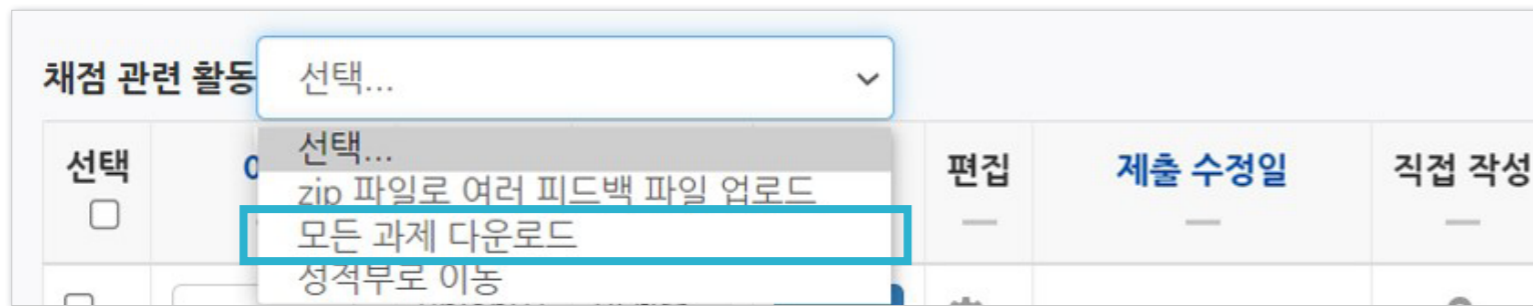 채점 관련 활동 선택...
선택 선택... 편집 제출 수정일 직접 작성
zip 파일로 여러 피드백 파일 업로드
모든 과제 다운로드
성적부로 이동